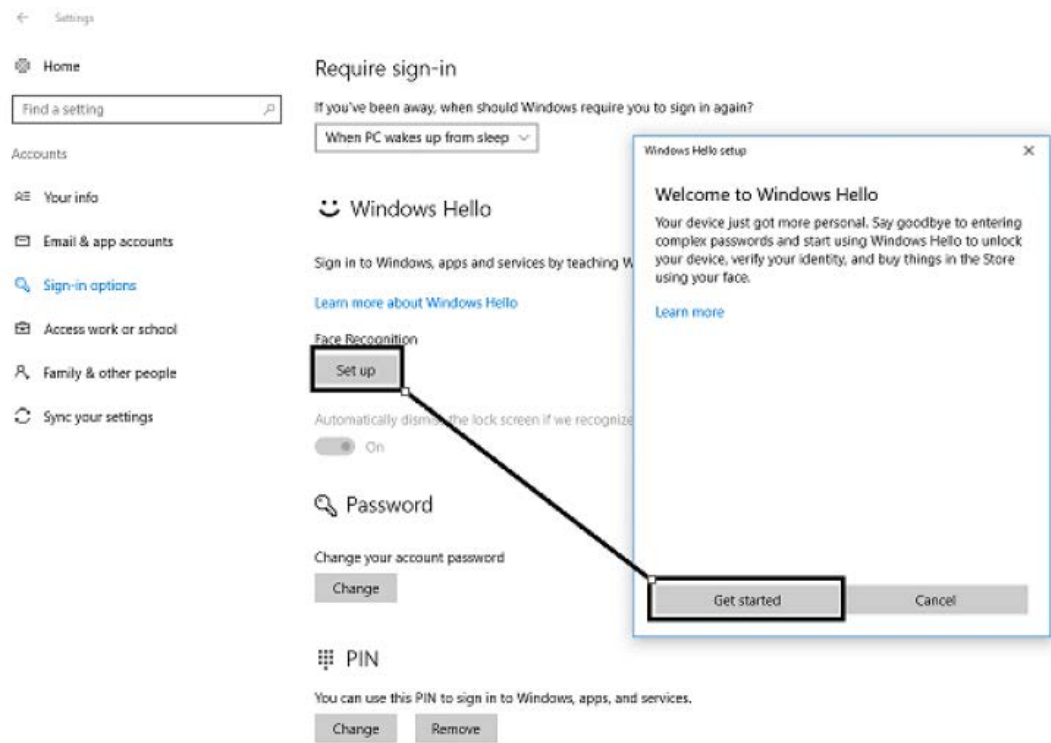 Settings
Home
Find a setting
Accounts
Your info
Email & app accounts
Sign-in options
Access work or school
Family & other people
Sync your settings
Require sign-in
If you've been away, when should Windows require you to sign in again?
When PC wakes up from sleep
Windows Hello
Sign in to Windows, apps and services by teaching W
Learn more about Windows Hello
Face Recognition
Set up
Automatically dismiss the lock screen if we recognize
On
Password
Change your account password
Change
PIN
You can use this PIN to sign in to Windows, apps, and services.
Change Remove
Windows Hello setup
Welcome to Windows Hello
Your device just got more personal. Say goodbye to entering
complex passwords and start using Windows Hello to unlock
your device, verify your identity, and buy things in the Store
using your face.
Learn more
Get started Cancel